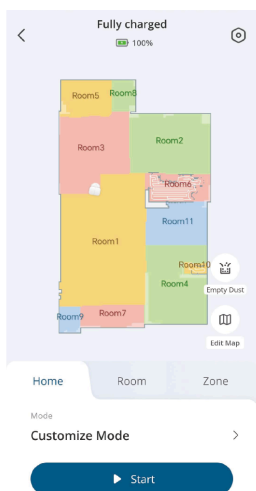 Fully charged
100%
Room5 Room8
Room3 Room2
Room6
Room11
Room1
Room10
Room4
Empty Dust
Room9 Room7
Edit Map
Home Room Zone
Mode
Customize Mode
Start